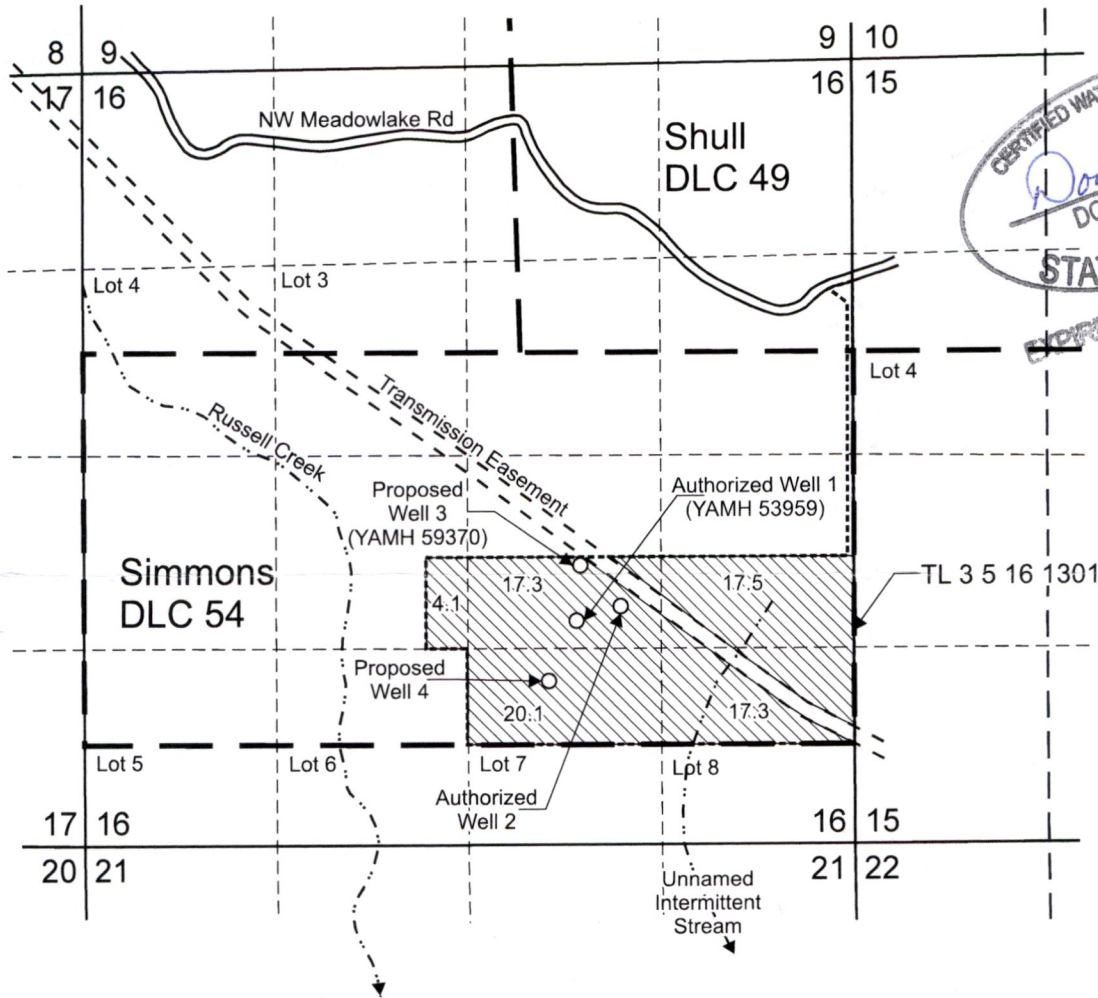 8 9
17 16
9 10
16 15
NW Meadowlake Rd
Shull
DLC 49
CERTIFIED
STA
Lot 4
Lot 3
Lot 4
Russell Creek
Transmission Easement
Proposed
Well 3
(YAMH 59370)
Authorized Well 1
(YAMH 53959)
Simmons
DLC 54
4.1
17.3
17.5
TL 3 5 16 1301
Proposed
Well 4
20.1
17.3
Lot 5
Lot 6
Lot 7
Lot 8
Authorized
Well 2
17 16
20 21
16 15
21 22
Unnamed
Intermittent
Stream